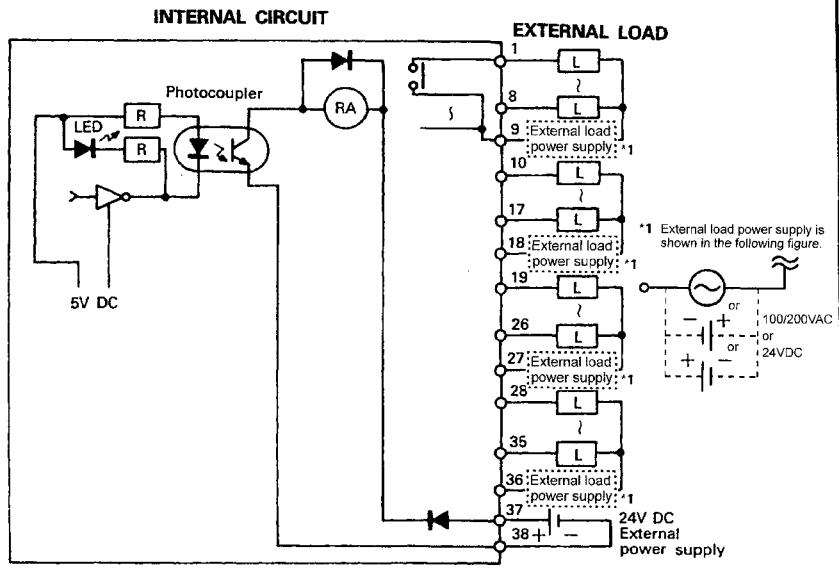 INTERNAL CIRCUIT
EXTERNAL LOAD
Photocoupler
LED
R
R
RA
5V DC
1
L
8
L
9
External load
power supply
*1
10
L
17
L
18
External load
power supply
*1
19
L
26
L
27
External load
power supply
*1
28
L
35
L
36
External load
power supply
*1
37
38
+
−
24V DC
External
power supply
*1 External load power supply is
shown in the following figure.
or
− +
or
+ −
100/200VAC
or
24VDC